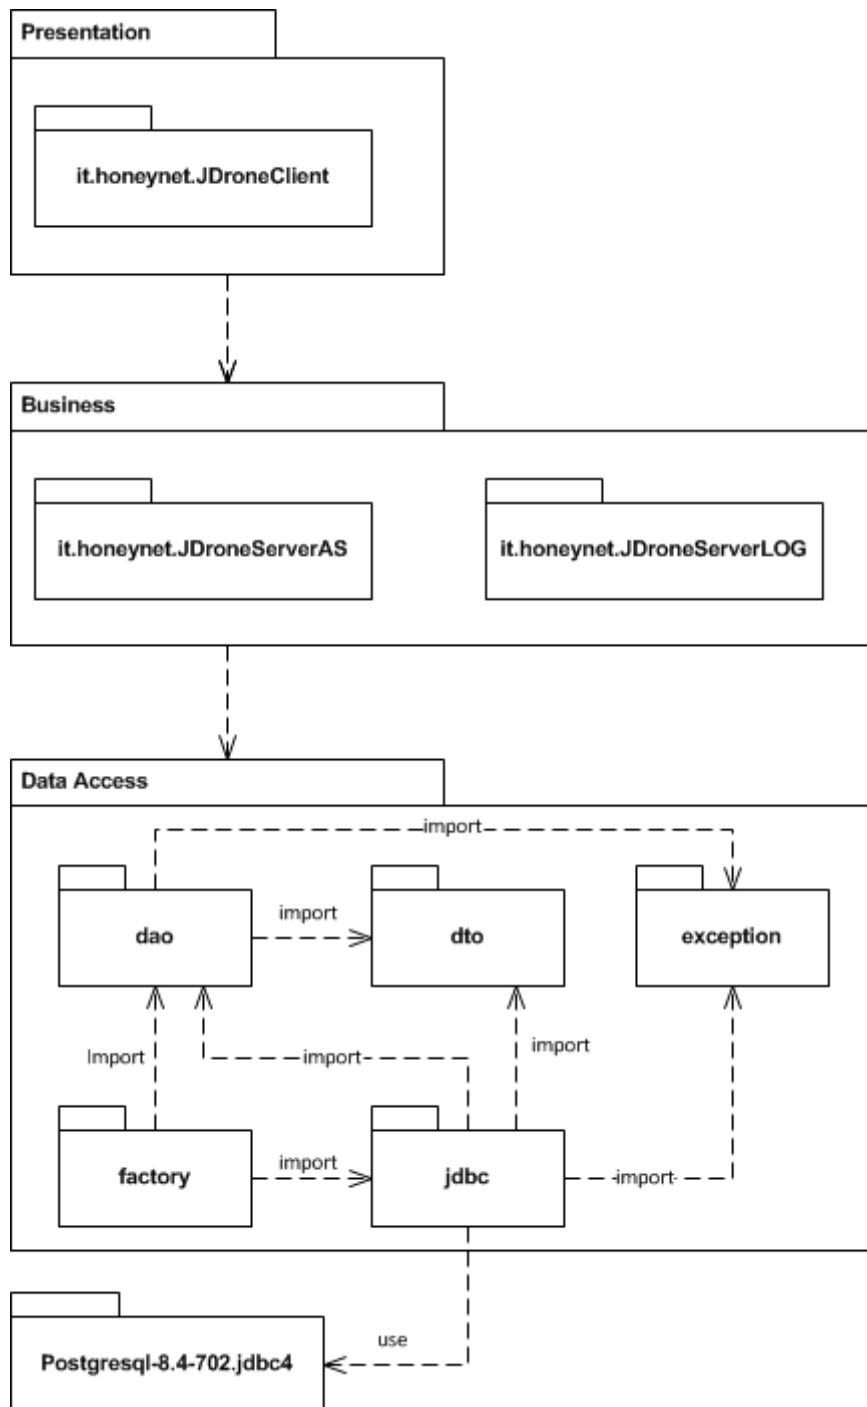 Presentation
it.honeynet.JDroneClient
Business
it.honeynet.JDroneServerAS
it.honeynet.JDroneServerLOG
Data Access
import
dao
import
dto
exception
Import
import
import
factory
import
jdbc
import
use
Postgresql-8.4-702.jdbc4